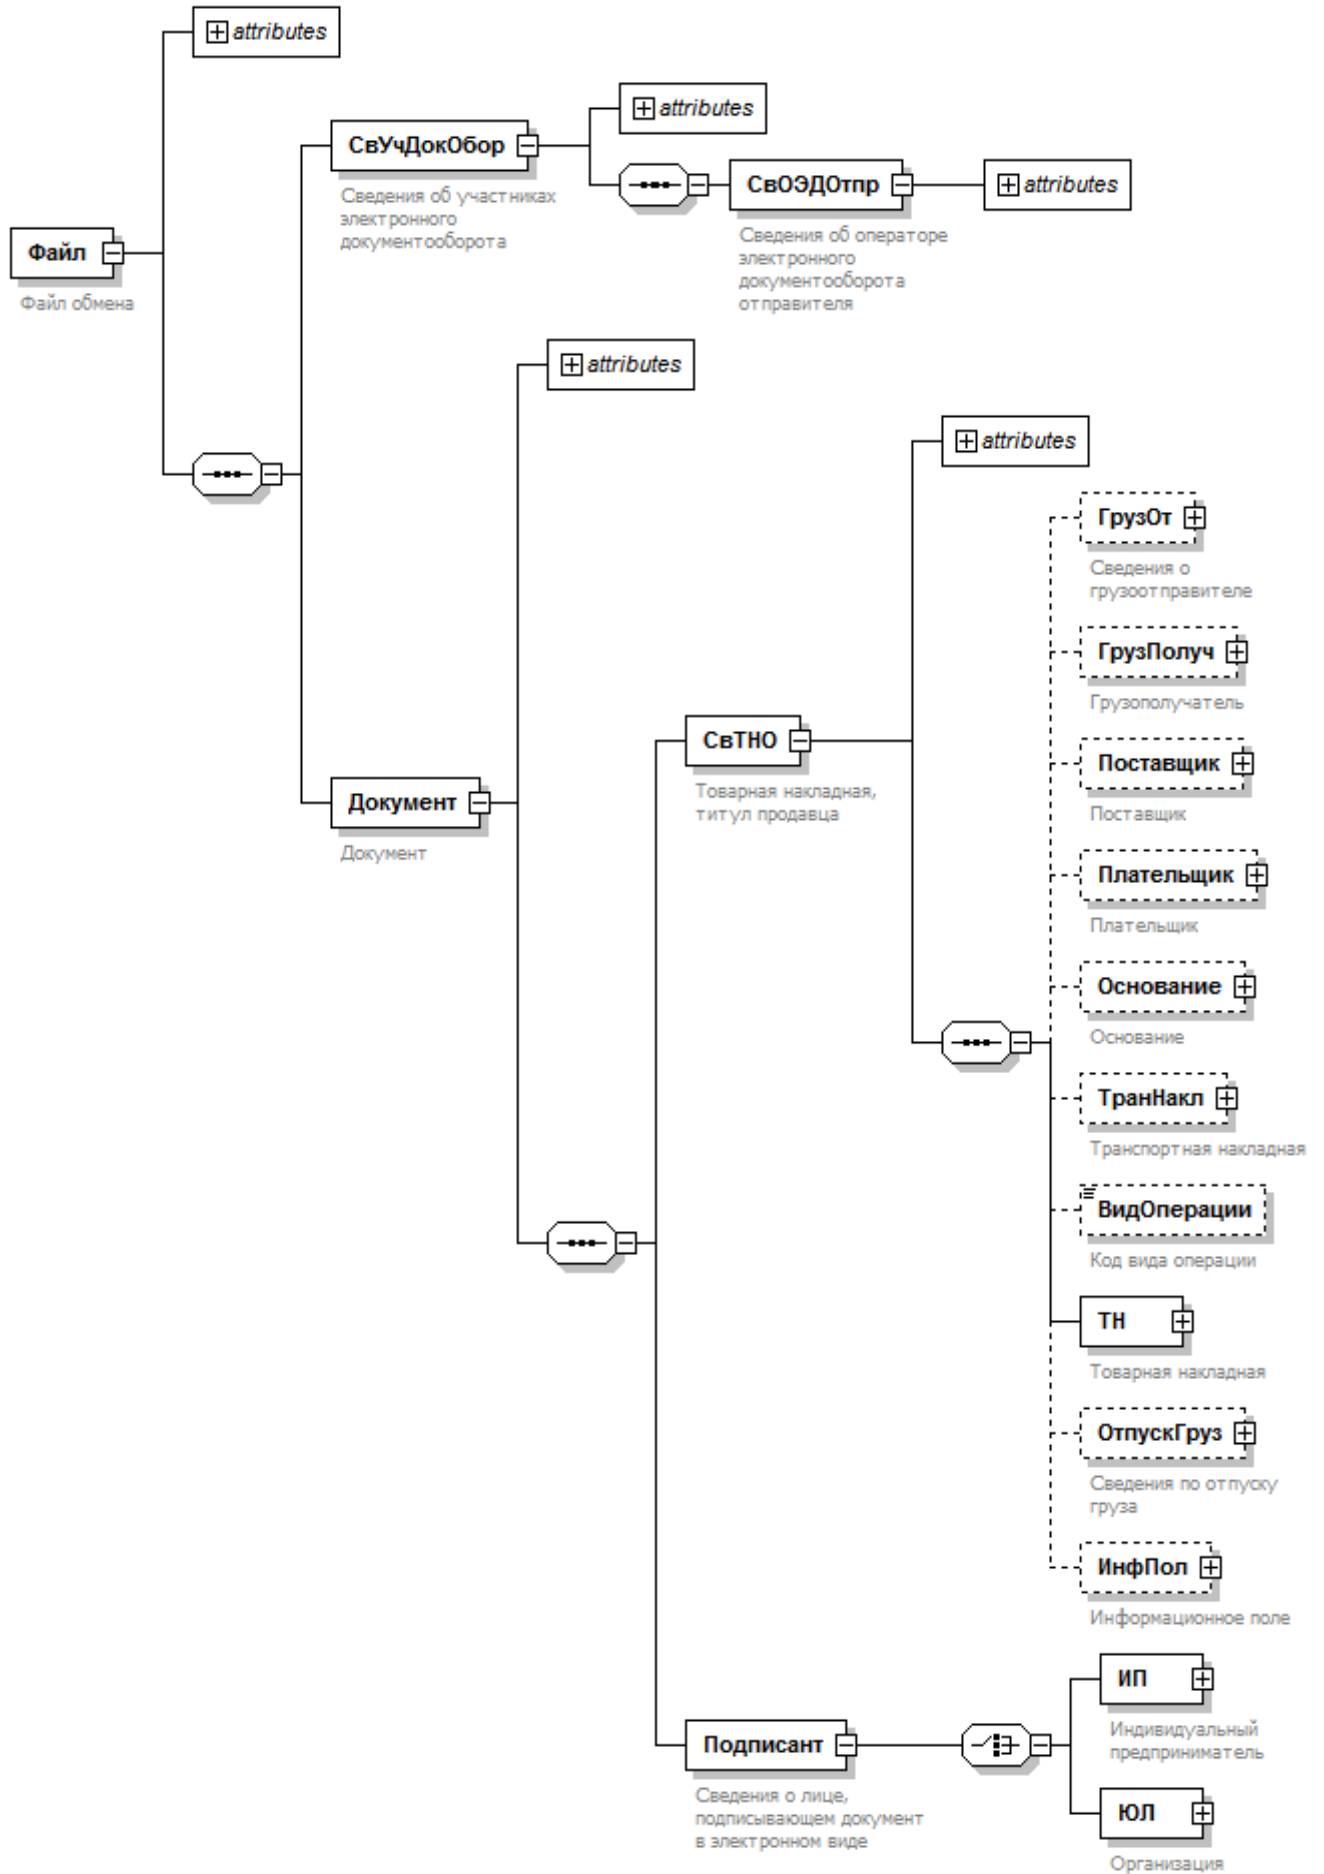 attributes
attributes
СвУчДокОбор
Сведения об участниках
электронного
документооборота
СвОЭДОтпр
attributes
Сведения об операторе
электронного
документооборота
отправителя
Файл
Файл обмена
attributes
attributes
ГрузОт
Сведения о
грузоотправителе
ГрузПолуч
Грузополучатель
СвТНО
Товарная накладная,
титул продавца
Поставщик
Поставщик
Документ
Документ
Плательщик
Плательщик
Основание
Основание
ТранНакл
Транспортная накладная
ВидОперации
Код вида операции
ТН
Товарная накладная
ОтпускГруз
Сведения по отпуску
груза
ИнфПол
Информационное поле
Подписант
Сведения о лице,
подписывающем документ
в электронном виде
ИП
Индивидуальный
предприниматель
ЮЛ
Организация